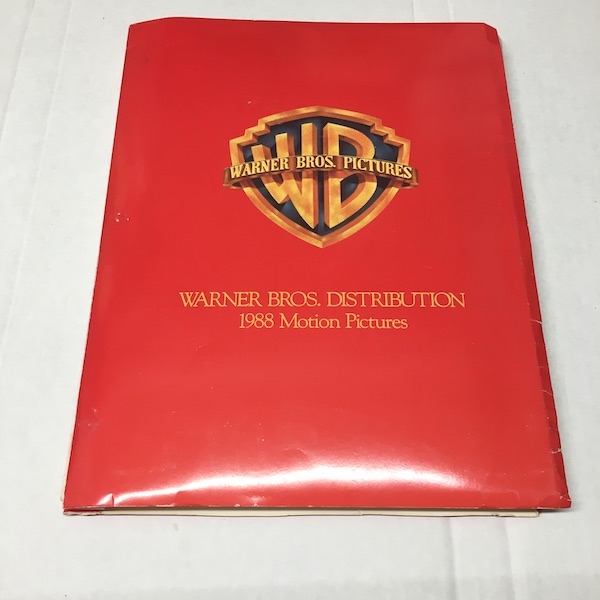 WB
WARNER BROS. PICTURES
WARNER BROS. DISTRIBUTION
1988 Motion Pictures